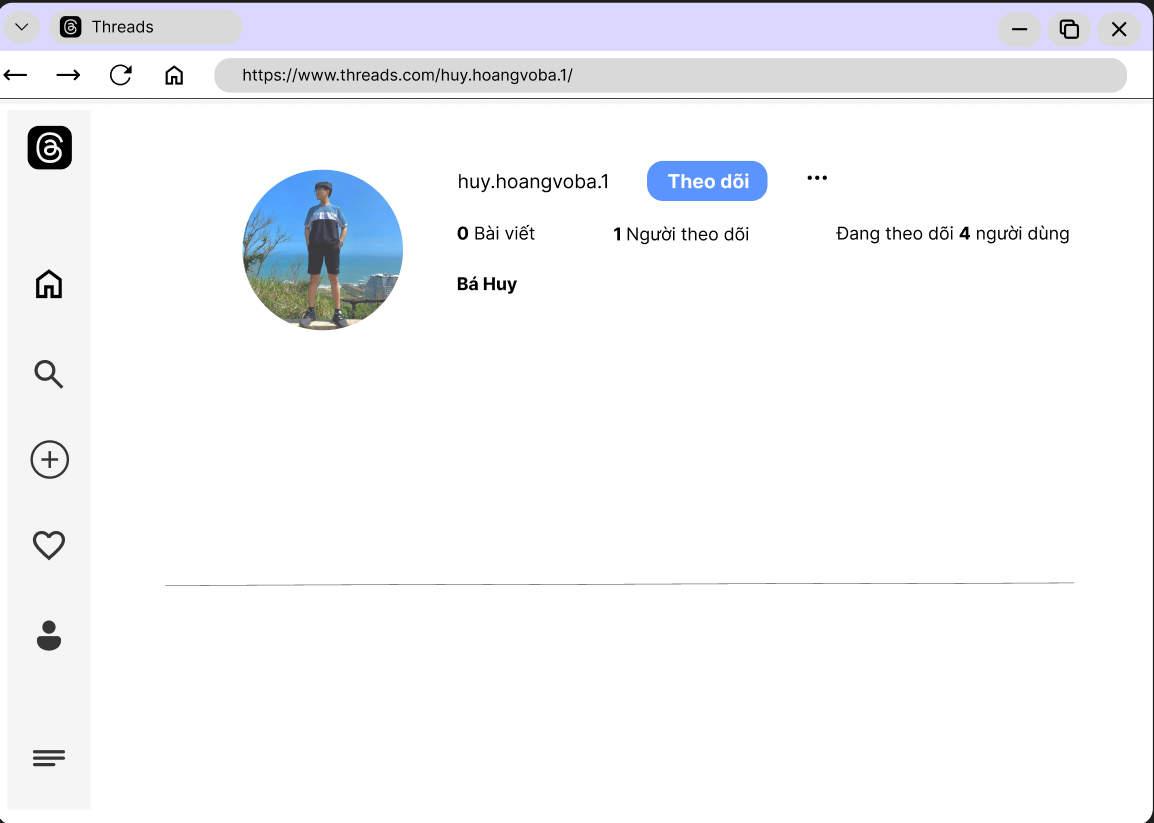 Threads
https://www.threads.com/huy.hoangvoba.1/
huy.hoangvoba.1 Theo dõi
0 Bài viết 1 Người theo dõi Đang theo dõi 4 người dùng
Bá Huy